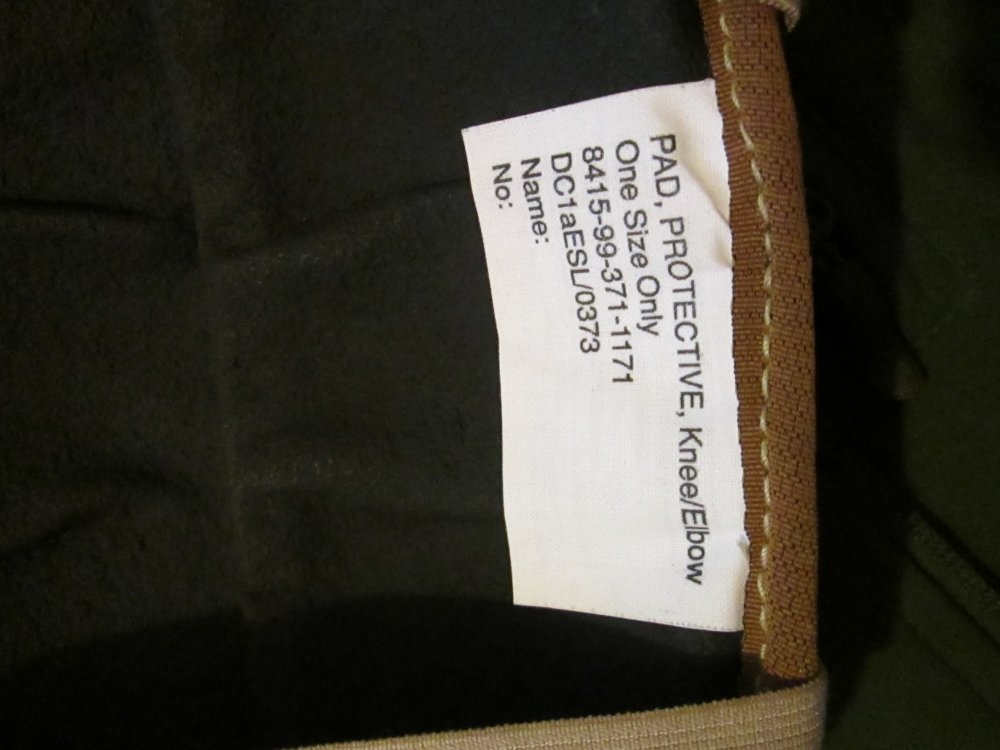 PAD, PROTECTIVE, Knee/Elbow
One Size Only
8415-99-371-1171
DC1aESL/0373
Name:
No: